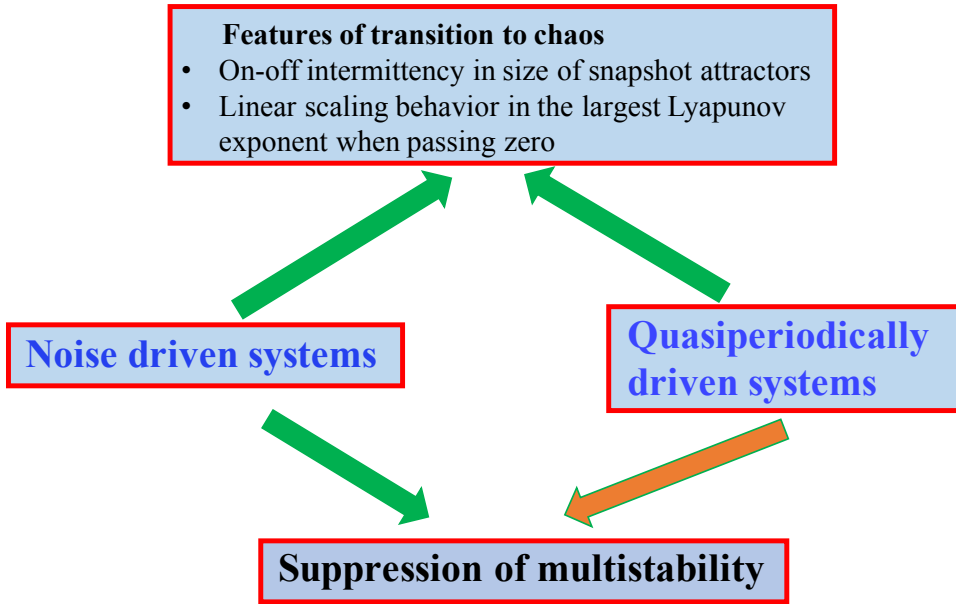 Features of transition to chaos
• On-off intermittency in size of snapshot attractors
• Linear scaling behavior in the largest Lyapunov
exponent when passing zero
Noise driven systems
Quasiperiodically
driven systems
Suppression of multistability